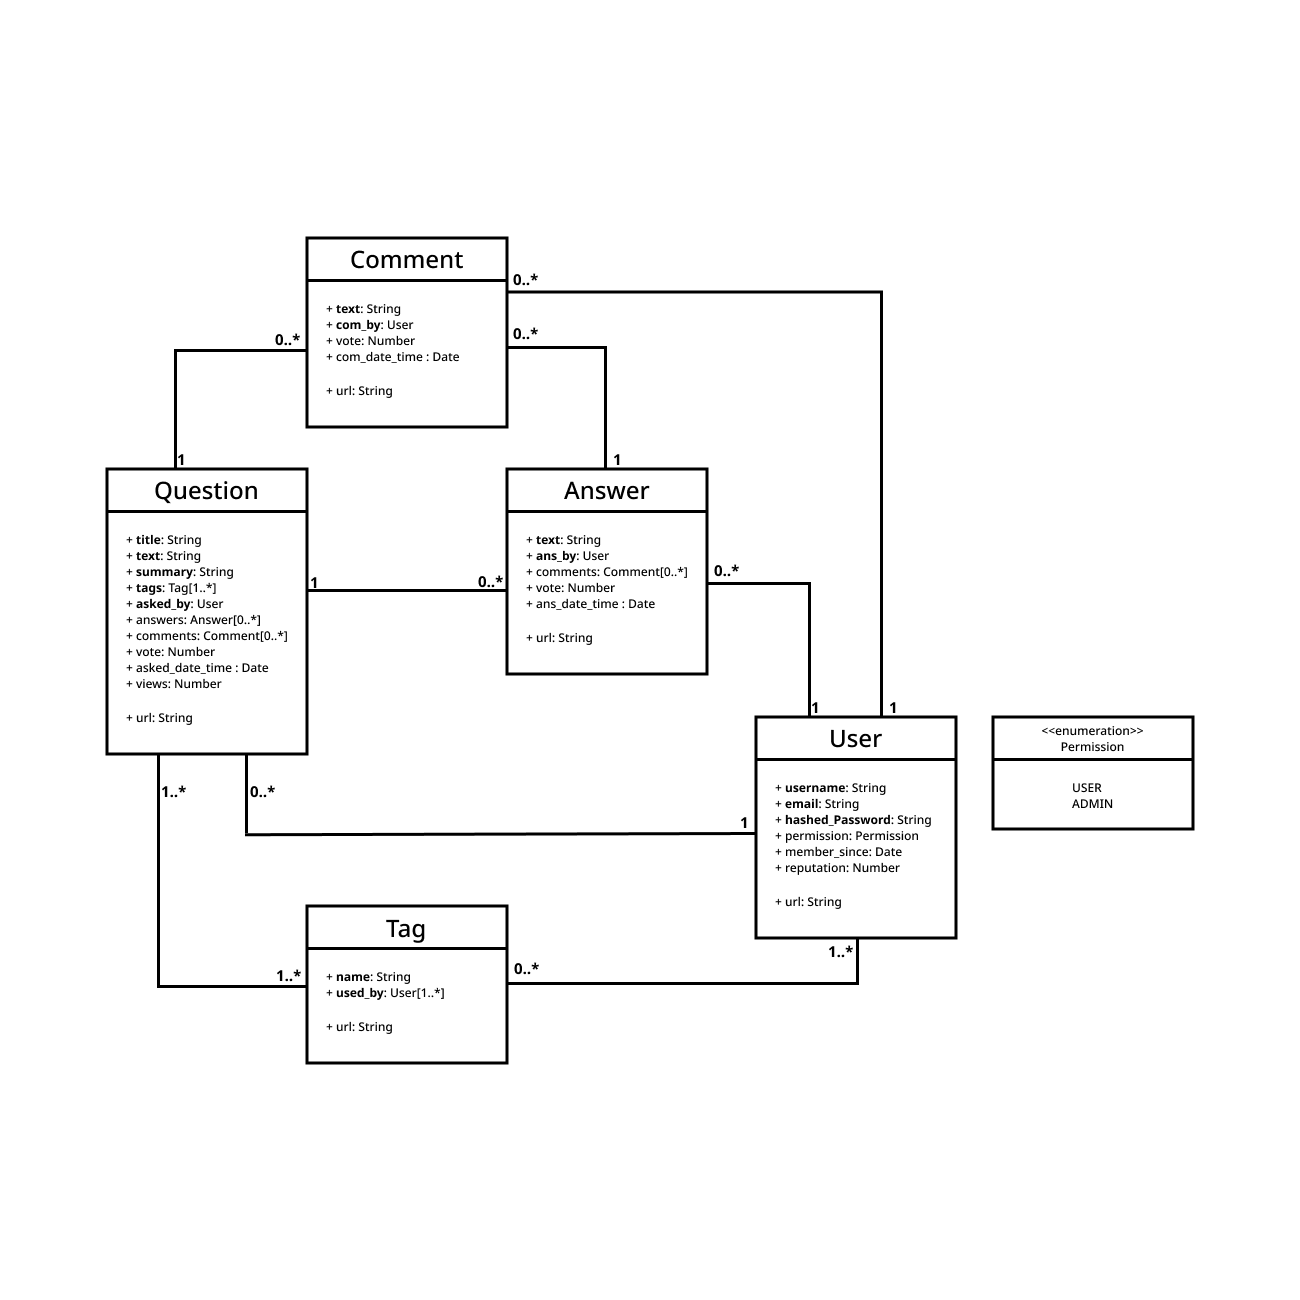 Comment
+ text: String
+ com_by: User
+ vote: Number
+ com_date_time : Date
+ url: String
0..*
0..*
0..*
1
1
Question
+ title: String
+ text: String
+ summary: String
+ tags: Tag[1..*]
+ asked_by: User
+ answers: Answer[0..*]
+ comments: Comment[0..*]
+ vote: Number
+ asked_date_time : Date
+ views: Number
+ url: String
1
0..*
Answer
+ text: String
+ ans_by: User
+ comments: Comment[0..*]
+ vote: Number
+ ans_date_time : Date
+ url: String
0..*
1
1
User
+ username: String
+ email: String
+ hashed_Password: String
+ permission: Permission
+ member_since: Date
+ reputation: Number
+ url: String
<<enumeration>>
Permission
USER
ADMIN
1..*
0..*
1
1..*
Tag
+ name: String
+ used_by: User[1..*]
+ url: String
1..*
0..*